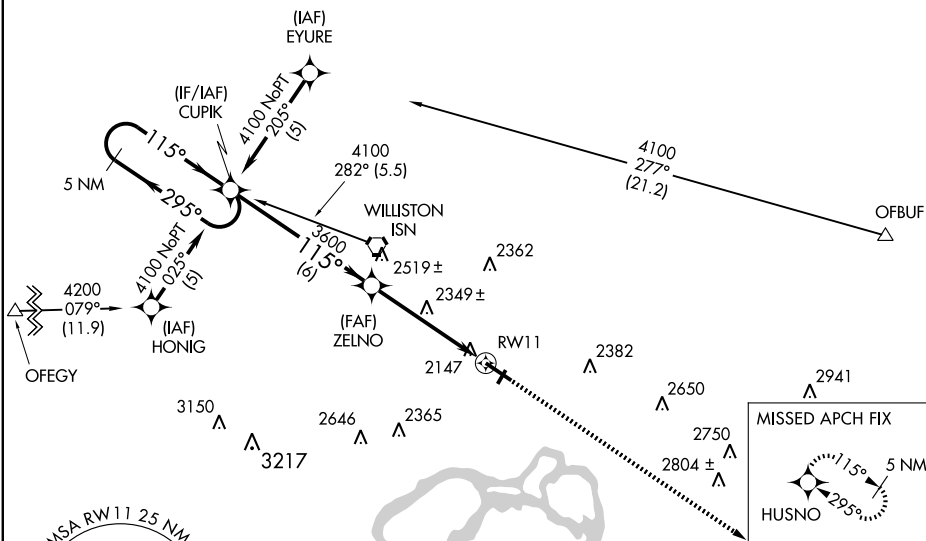 (IAF)
EYURE
(IF/IAF)
CUPIK
4100 NoPT
205°
(5)
4100
277°
(21.2)
OFBUF
115°
5 NM
295°
4100
282° (5.5)
WILLISTON
ISN
3600
115°
(6)
2519 ±
2362
2349 ±
4100 NoPT
025°
(5)
4200
079°
(11.9)
OFEGY
(IAF)
HONIG
(FAF)
ZELNO
RW11
2147
2382
2650
2941
3150
3217
2646
2365
2750
2804 ±
MISSED APCH FIX
115°
5 NM
295°
HUSNO
MSA RW11 25 NM